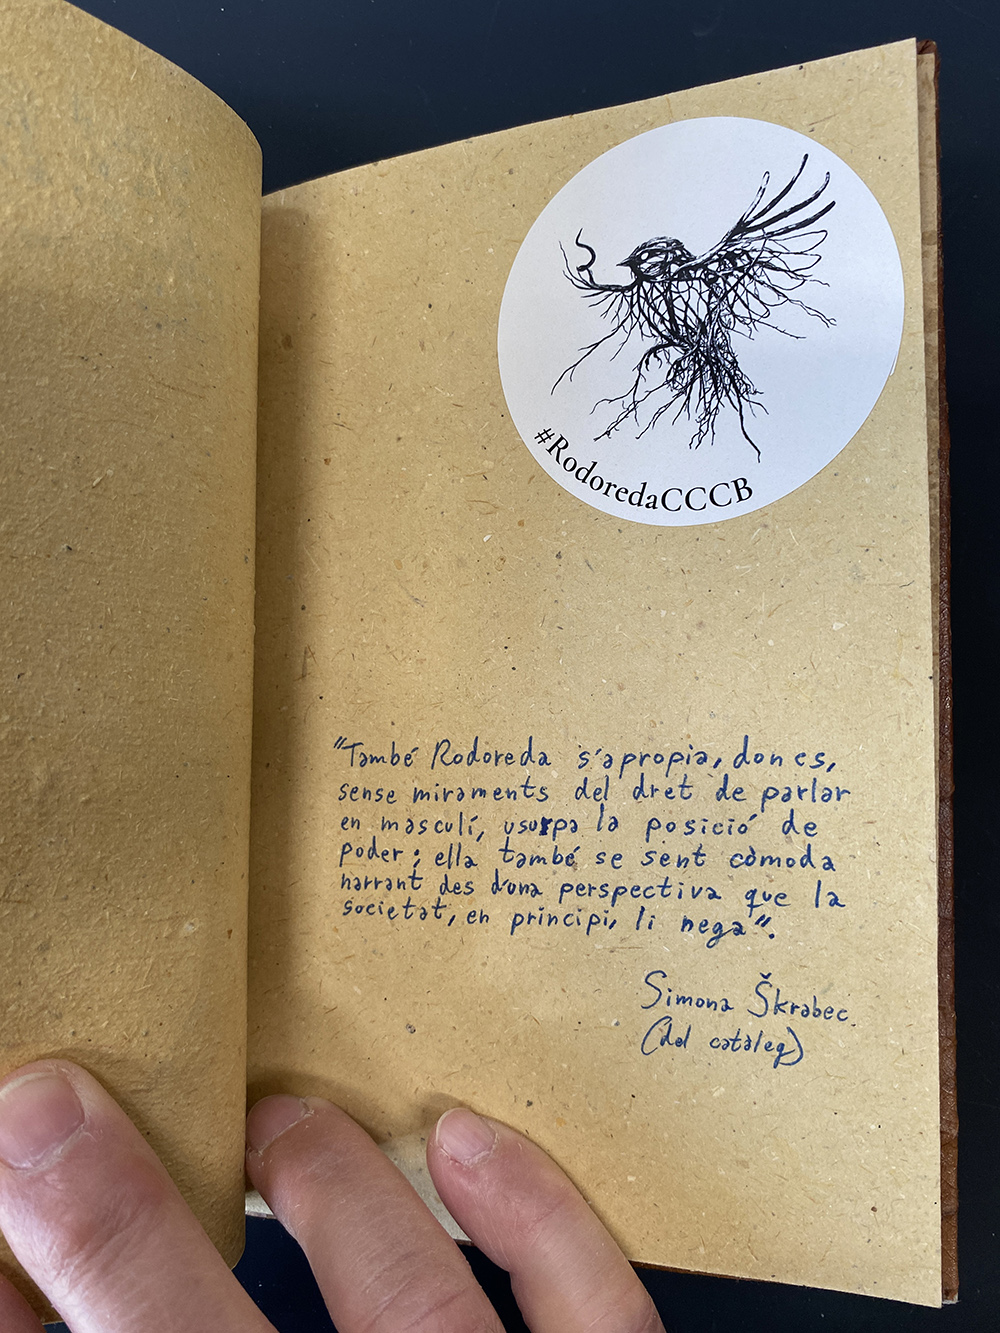 #RodoredaCCCB
"També Rodoreda s'apropia, doncs,
sense miraments del dret de parlar
en masculí, usurpa la posició de
poder; ella també se sent còmoda
narrant des d'una perspectiva que la
societat, en principi, li nega".
Simona Škrabec
(del catàleg)